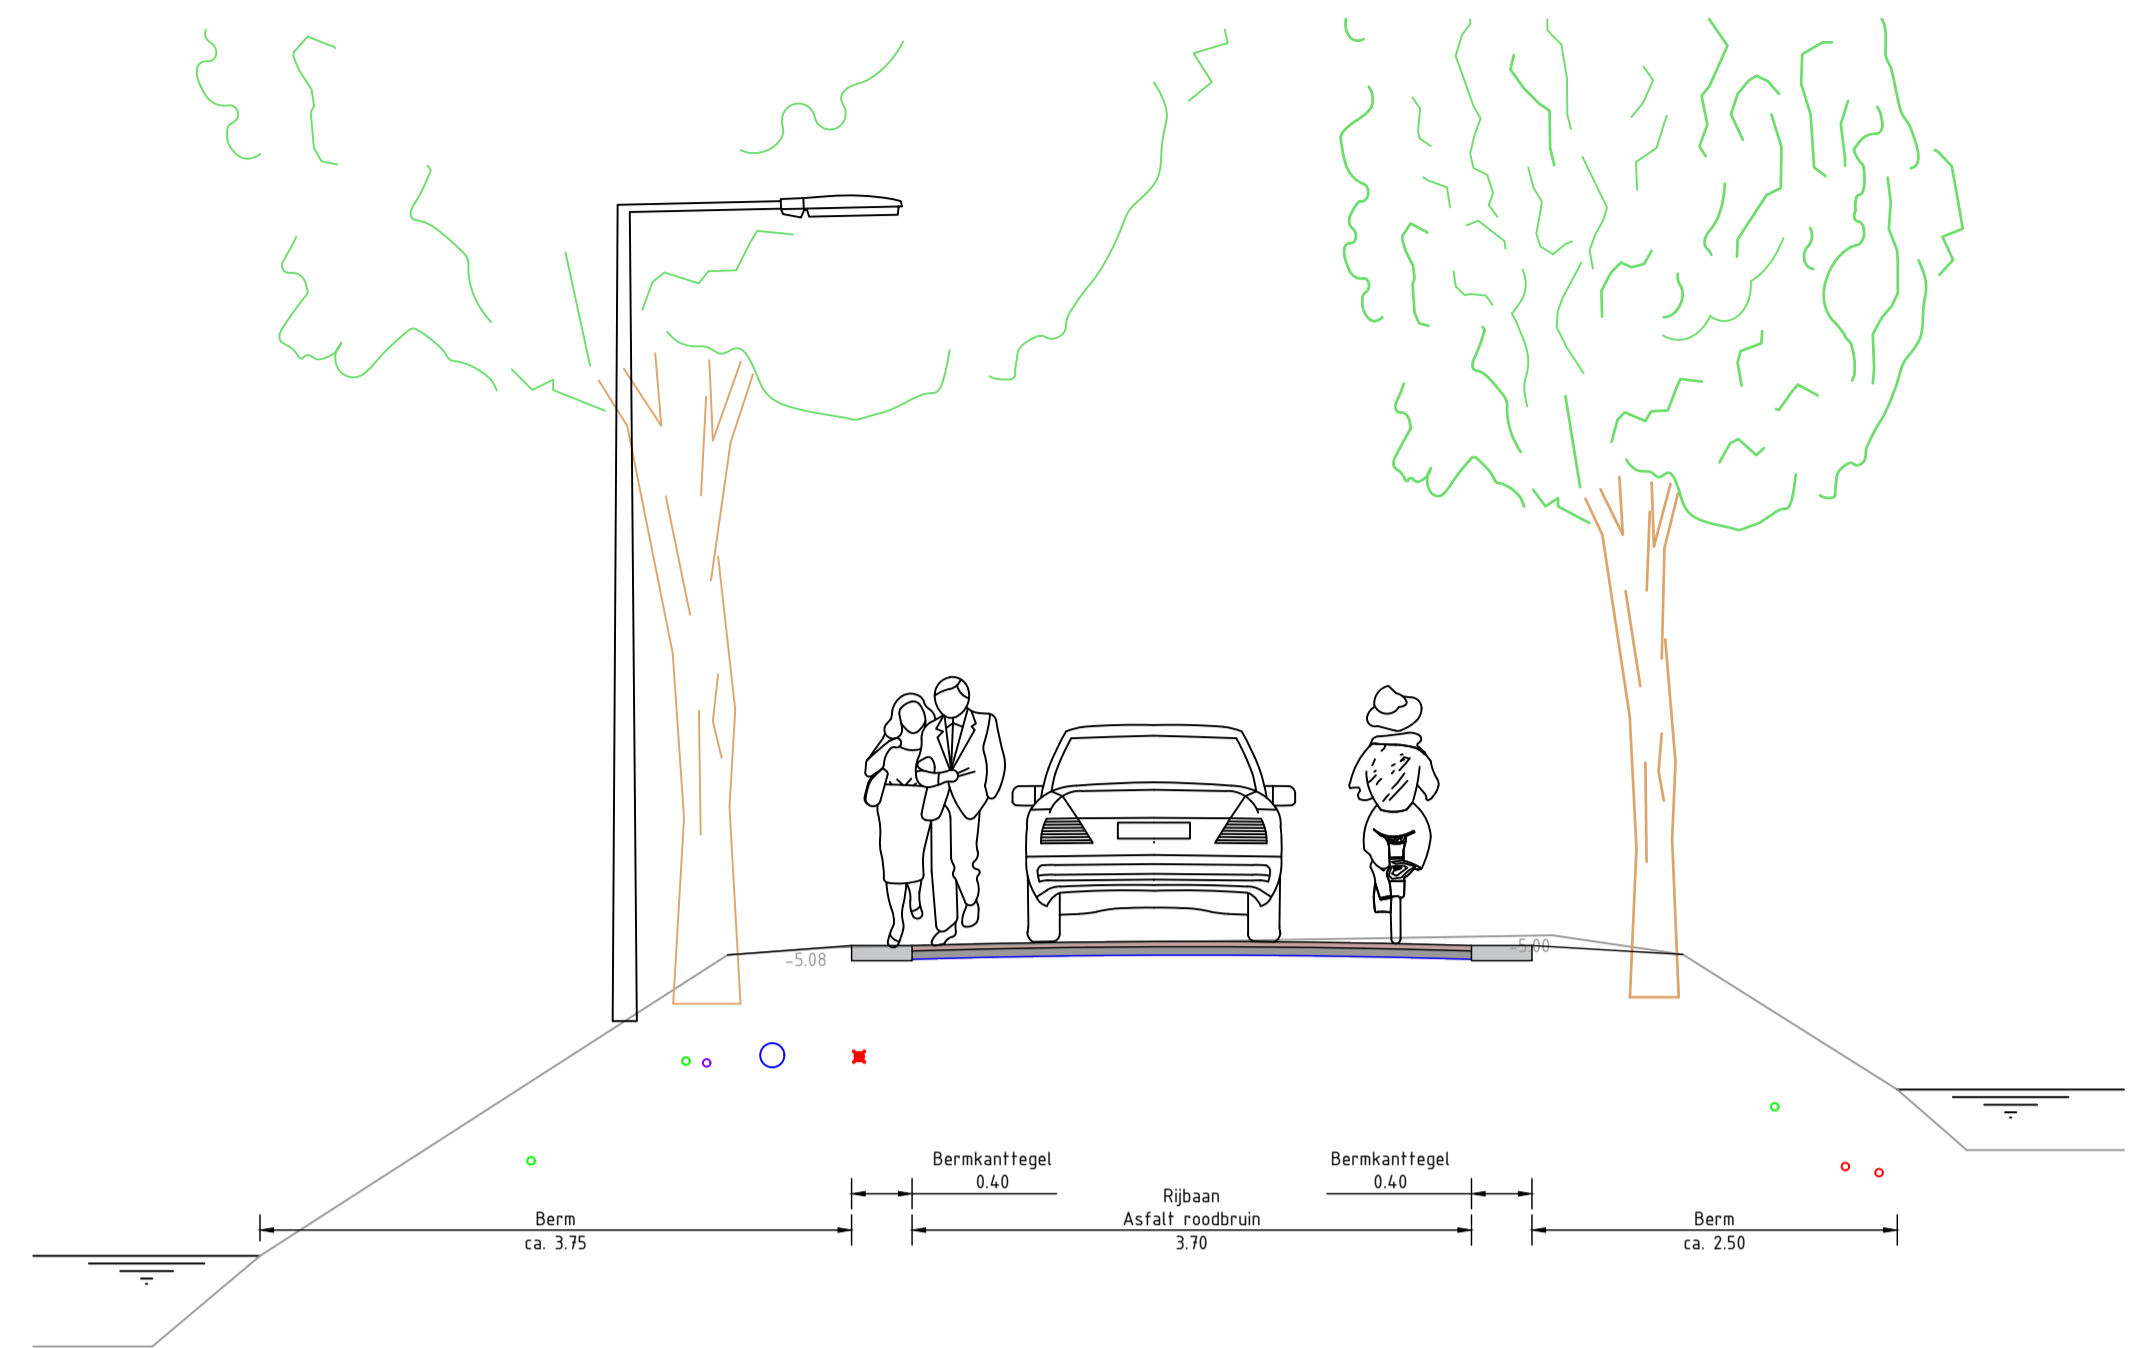 -5.08
-5.00
Bermkanttegel
0.40
Bermkanttegel
0.40
Rijbaan
Asfalt roodbruin
3.70
Berm
ca. 3.75
Berm
ca. 2.50